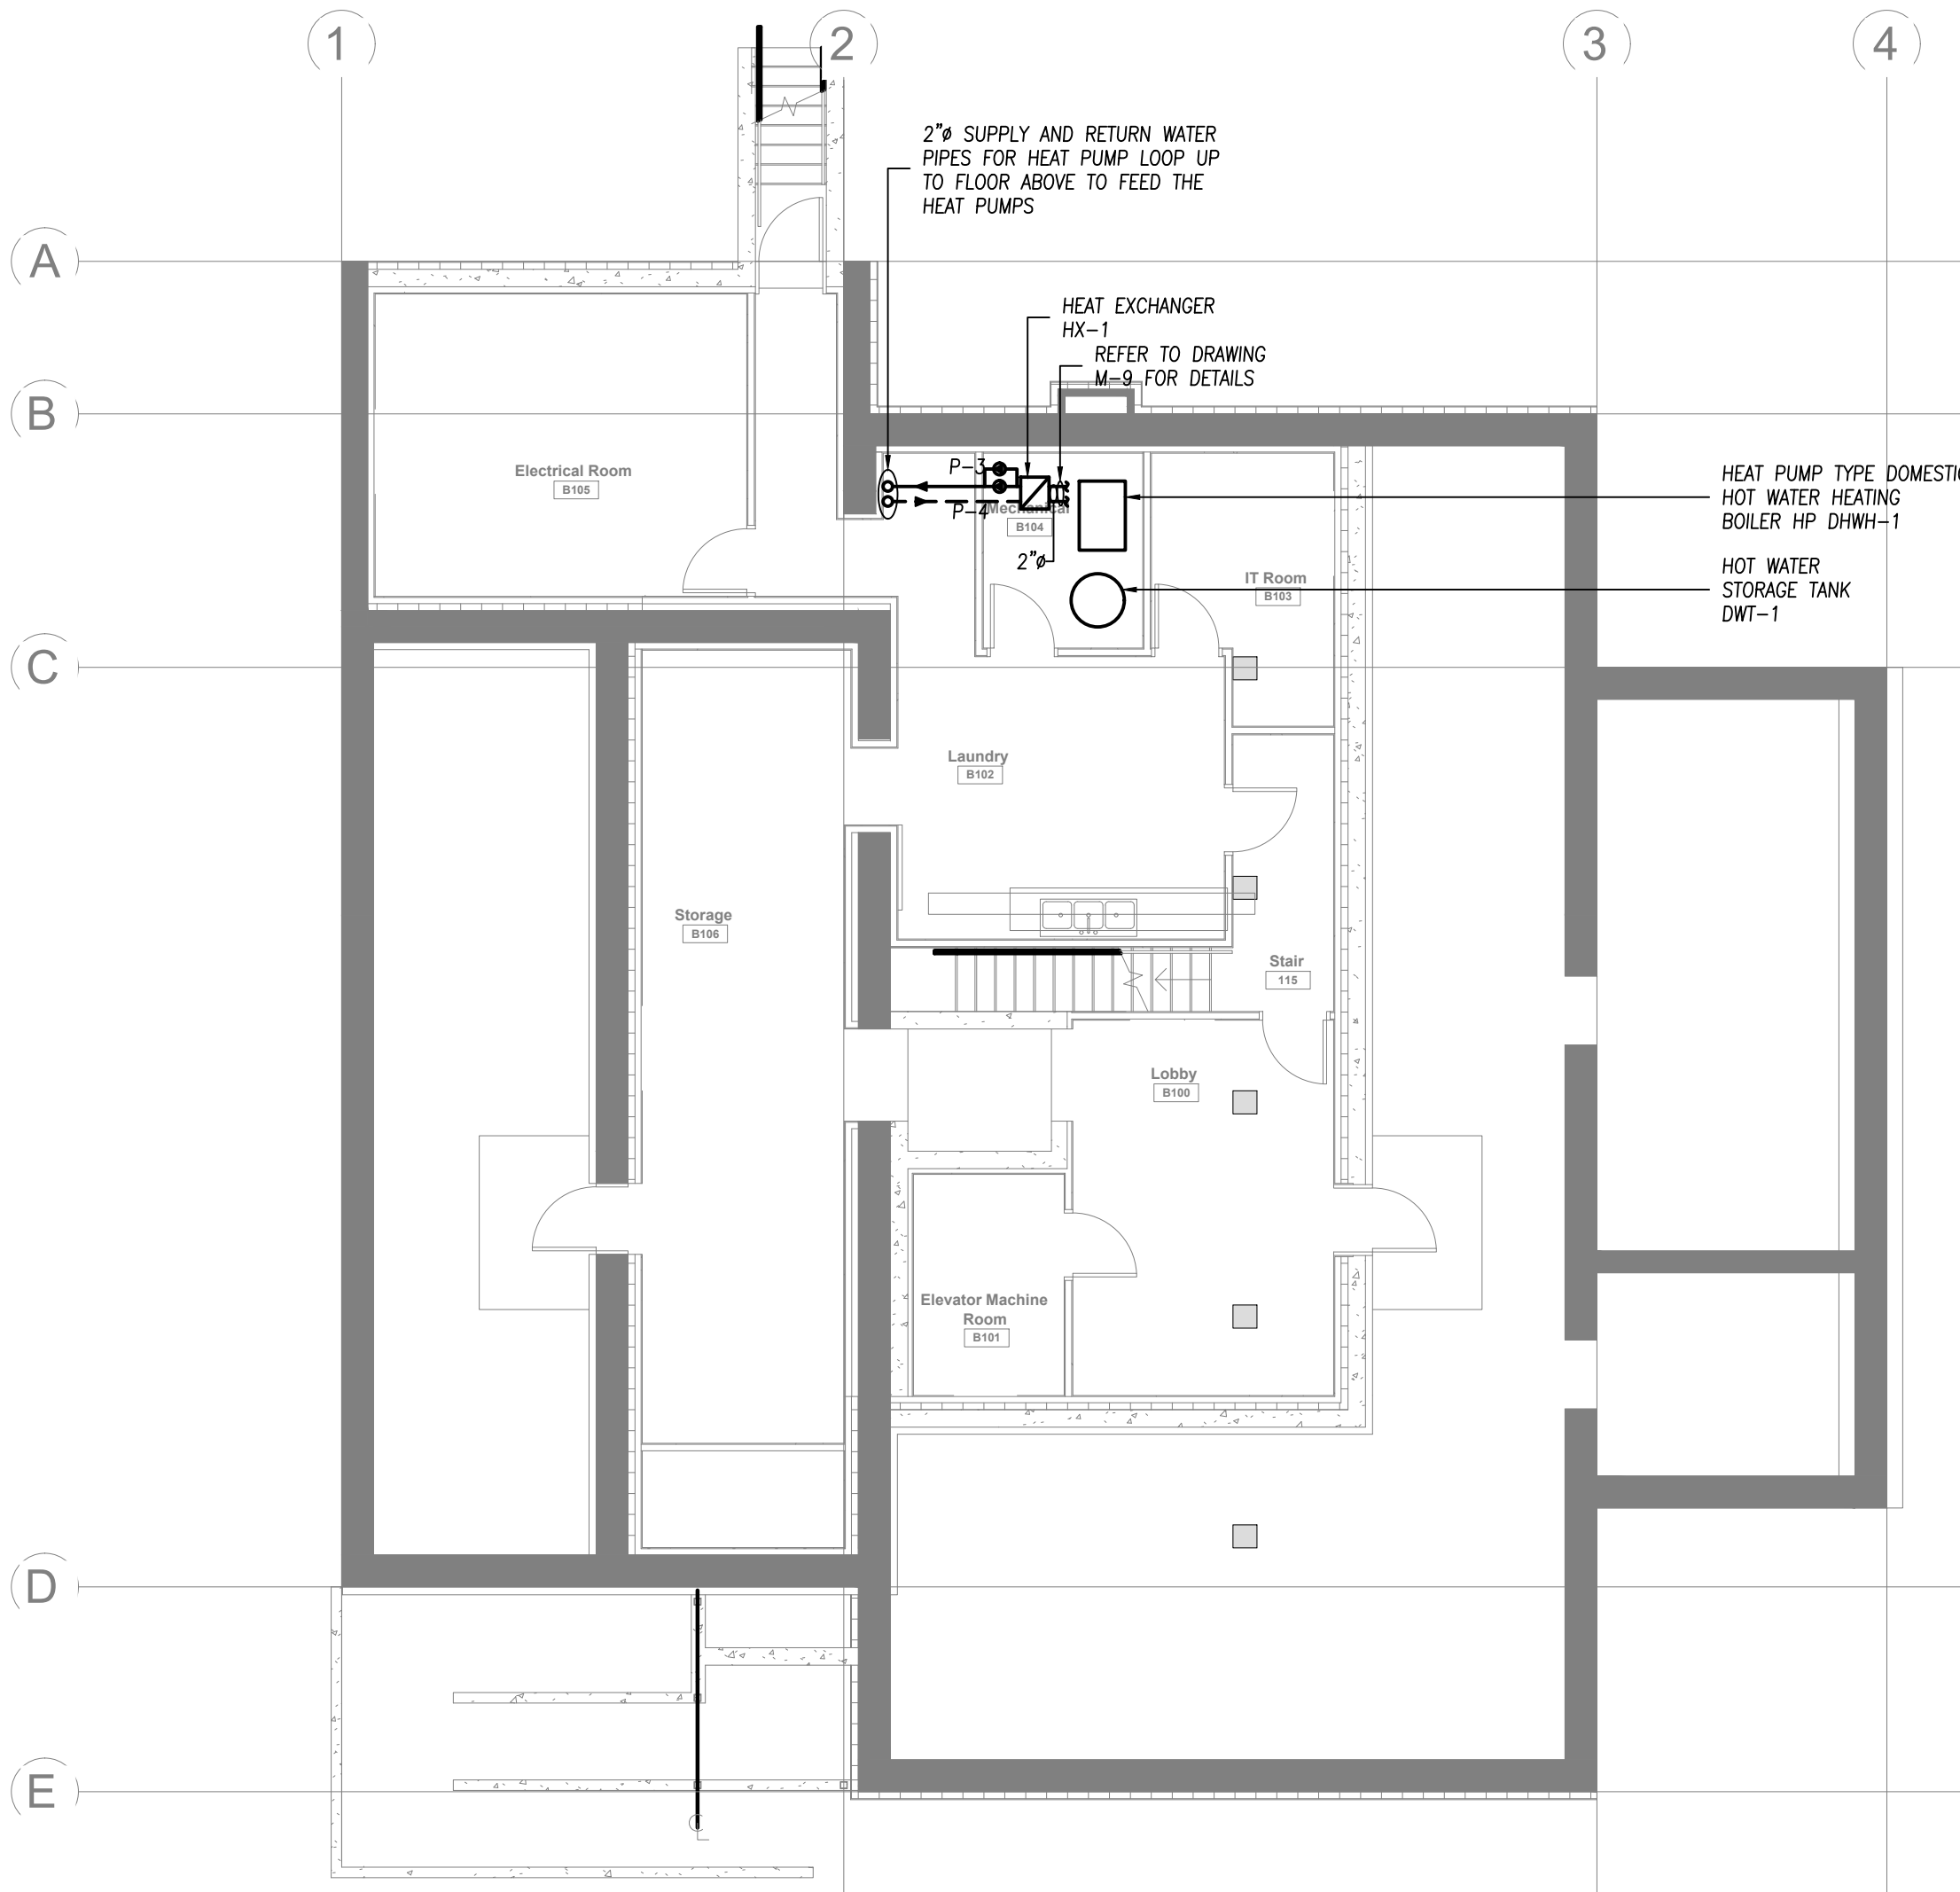 1
2
3
4
2"ø SUPPLY AND RETURN WATER
PIPES FOR HEAT PUMP LOOP UP
TO FLOOR ABOVE TO FEED THE
HEAT PUMPS
A
HEAT EXCHANGER
HX-1
REFER TO DRAWING
M-9 FOR DETAILS
B
Electrical Room
B105
P-3
P-4
Mechanical
B104
2"ø
HEAT PUMP TYPE DOMESTIC
HOT WATER HEATING
BOILER HP DHWH-1
HOT WATER
STORAGE TANK
DWT-1
IT Room
B103
C
Laundry
B102
Storage
B106
Stair
115
Lobby
B100
Elevator Machine
Room
B101
D
E
CL